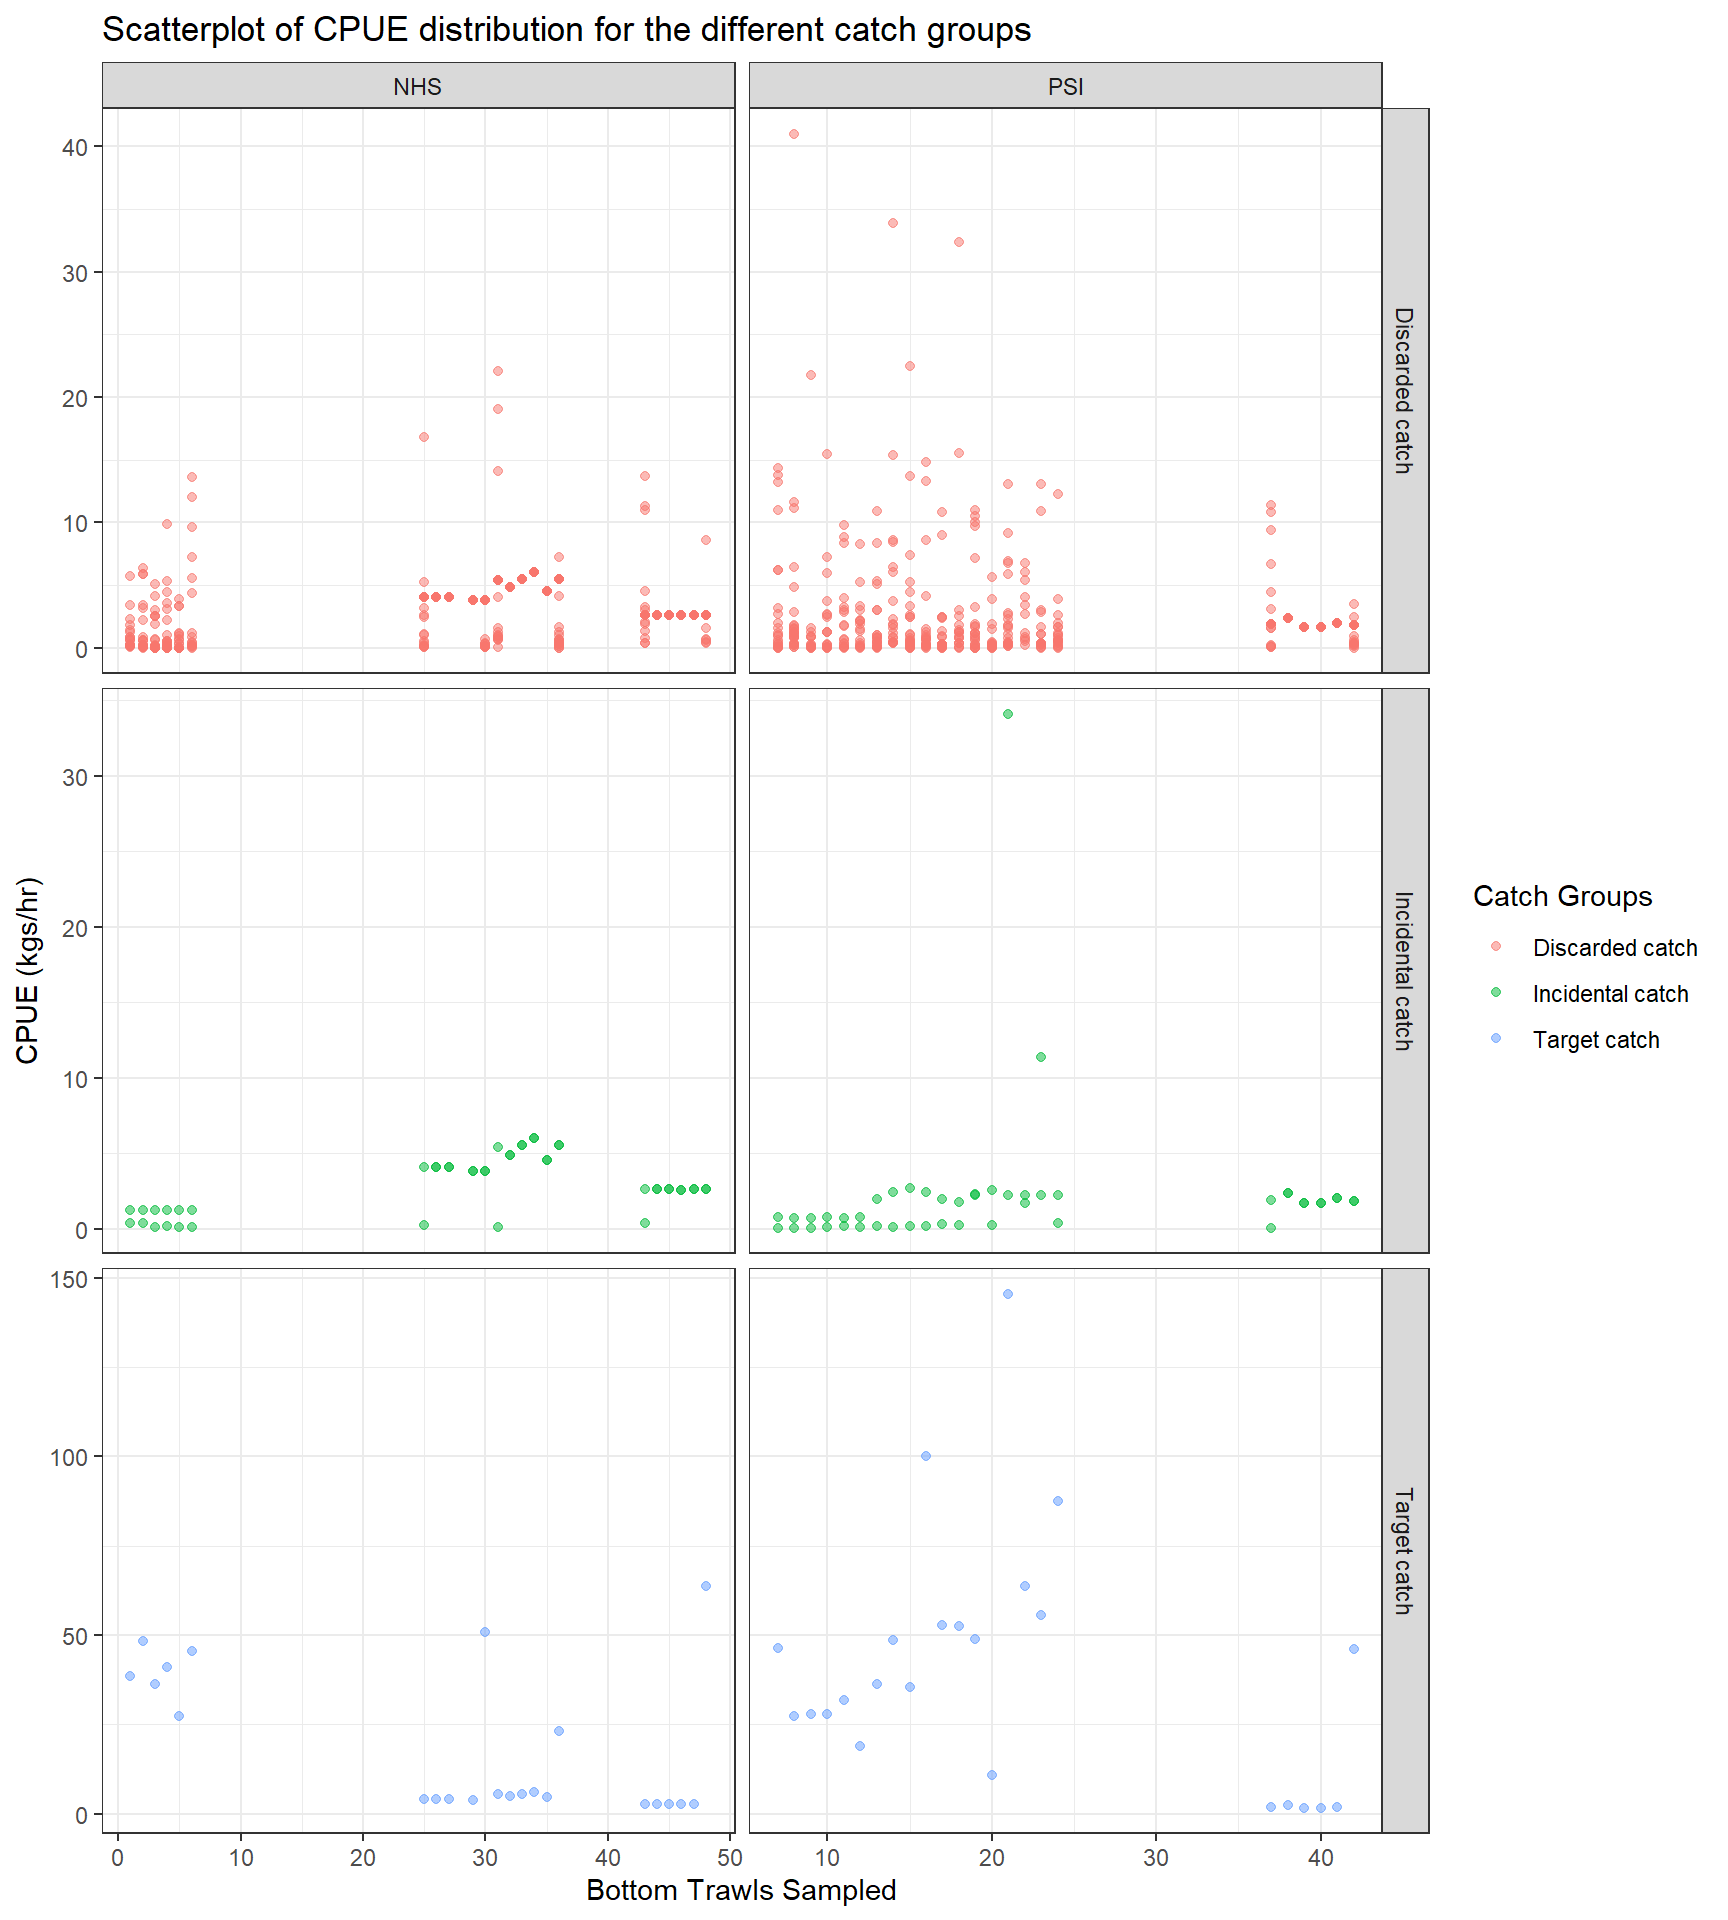 Scatterplot of CPUE distribution for the different catch groups
NHS
PSI
40
30
20
10
0
Discarded catch
30
20
10
0
Incidental catch
150
100
50
0
Target catch
0 10 20 30 40 50
10 20 30 40
Bottom Trawls Sampled
CPUE (kgs/hr)
Catch Groups
Discarded catch
Incidental catch
Target catch